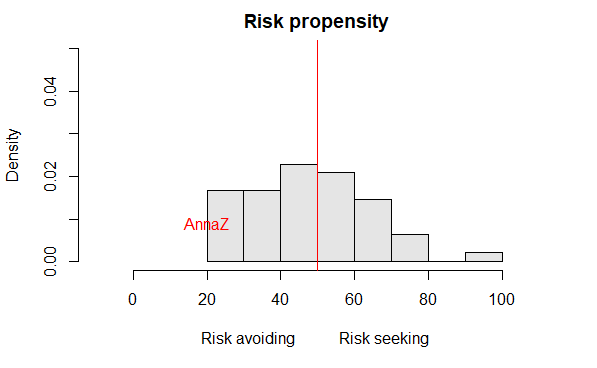 Risk propensity
Density
0.04
0.02
0.00
AnnaZ
0 20 40 60 80 100
Risk avoiding Risk seeking